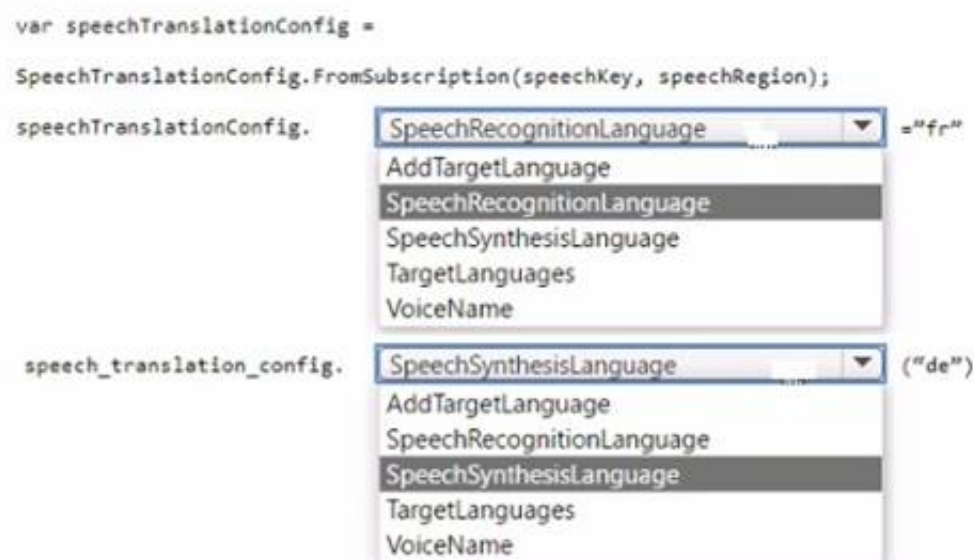 var speechTranslationConfig =
SpeechTranslationConfig.FromSubscription(speechKey, speechRegion);
speechTranslationConfig. SpeechRecognitionLanguage ="fr"
AddTargetLanguage
SpeechRecognitionLanguage
SpeechSynthesisLanguage
TargetLanguages
VoiceName
speech_translation_config. SpeechSynthesisLanguage ("de")
AddTargetLanguage
SpeechRecognitionLanguage
SpeechSynthesisLanguage
TargetLanguages
VoiceName